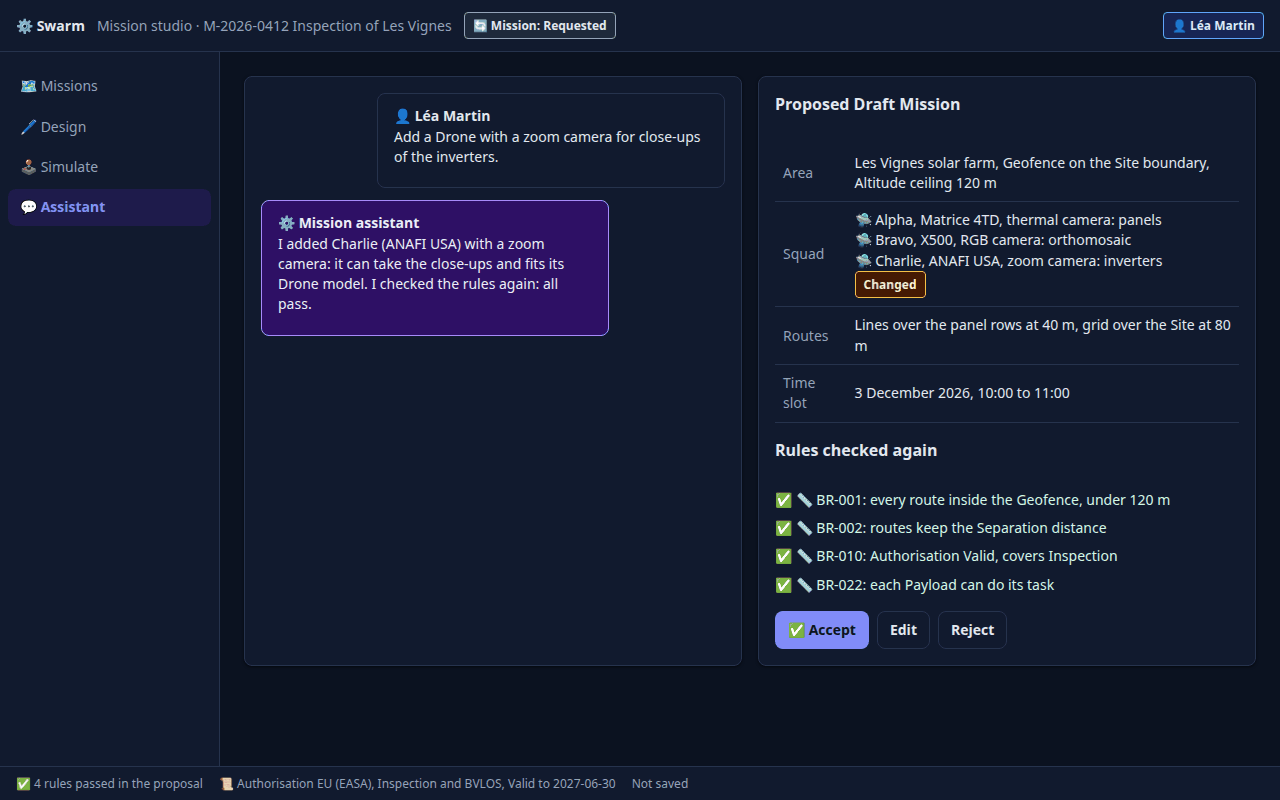 ⚙️ Swarm Mission studio · M-2026-0412 Inspection of Les Vignes 🔄 Mission: Requested 👤 Léa Martin
🗺️ Missions
🖊️ Design
🕹️ Simulate
💬 Assistant
👤 Léa Martin
Add a Drone with a zoom camera for close-ups
of the inverters.
⚙️ Mission assistant
I added Charlie (ANAFI USA) with a zoom
camera: it can take the close-ups and fits its
Drone model. I checked the rules again: all
pass.
Proposed Draft Mission
Area
Les Vignes solar farm, Geofence on the Site boundary,
Altitude ceiling 120 m
Squad
🛸 Alpha, Matrice 4TD, thermal camera: panels
🛸 Bravo, X500, RGB camera: orthomosaic
🛸 Charlie, ANAFI USA, zoom camera: inverters
Changed
Routes
Lines over the panel rows at 40 m, grid over the Site at 80
m
Time
slot
3 December 2026, 10:00 to 11:00
Rules checked again
✅ 📏 BR-001: every route inside the Geofence, under 120 m
✅ 📏 BR-002: routes keep the Separation distance
✅ 📏 BR-010: Authorisation Valid, covers Inspection
✅ 📏 BR-022: each Payload can do its task
✅ Accept Edit Reject
✅ 4 rules passed in the proposal 📜 Authorisation EU (EASA), Inspection and BVLOS, Valid to 2027-06-30 Not saved